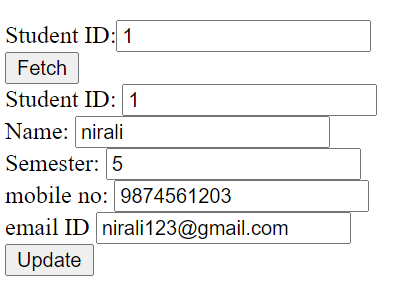 Student ID: 1
Fetch
Student ID: 1
Name: nirali
Semester: 5
mobile no: 9874561203
email ID nirali123@gmail.com
Update